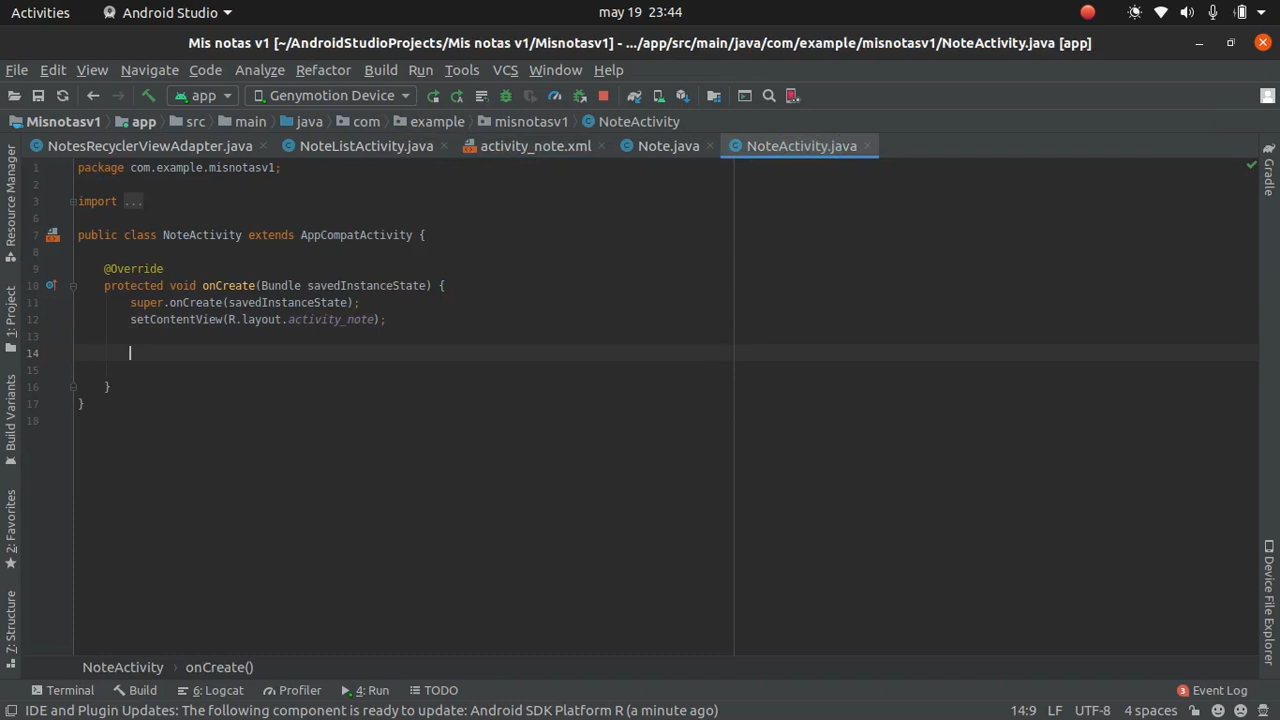 Activities Android Studio may 19 23:44
Mis notas v1 [~/AndroidStudioProjects/Mis notas v1/Misnotasv1] - .../app/src/main/java/com/example/misnotasv1/NoteActivity.java [app]
File Edit View Navigate Code Analyze Refactor Build Run Tools VCS Window Help
app Genymotion Device
Misnotasv1 app src main java com example misnotasv1 NoteActivity
NotesRecyclerViewAdapter.java NoteListActivity.java activity_note.xml Note.java NoteActivity.java
Resource Manager
1: Project
Build Variants
2: Favorites
7: Structure
1 package com.example.misnotasv1;
2
3 import ...
6
7 public class NoteActivity extends AppCompatActivity {
8
9 @Override
10 protected void onCreate(Bundle savedInstanceState) {
11 super.onCreate(savedInstanceState);
12 setContentView(R.layout.activity_note);
13
14
15
16 }
17 }
18
Gradle
Device File Explorer
NoteActivity › onCreate()
Terminal Build 6: Logcat Profiler 4: Run TODO 3 Event Log
IDE and Plugin Updates: The following component is ready to update: Android SDK Platform R (a minute ago) 14:9 LF UTF-8 4 spaces